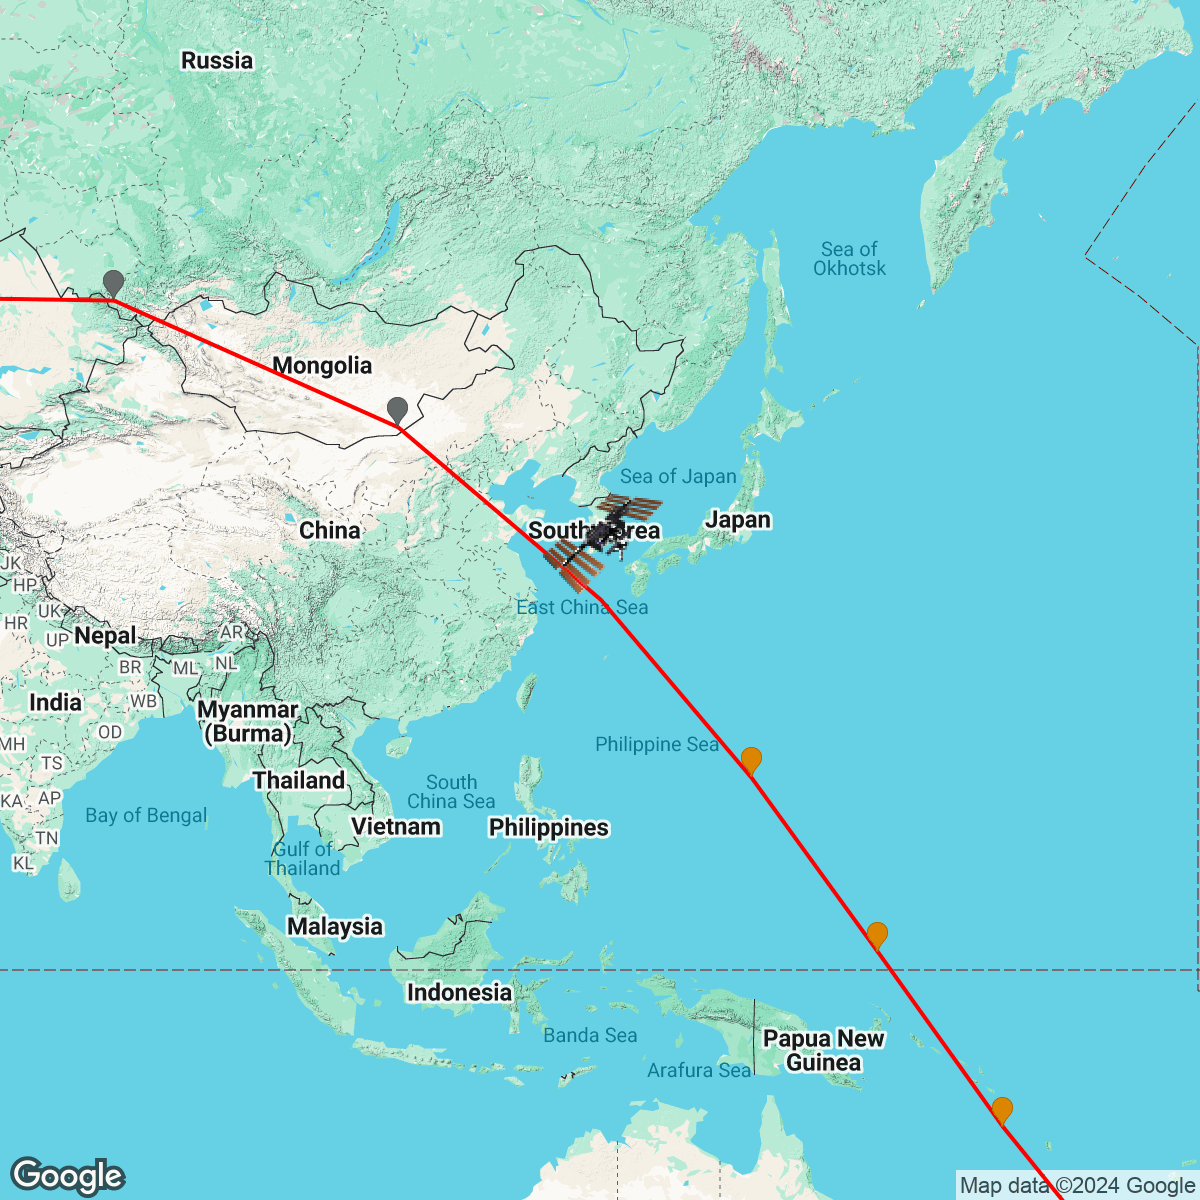 Russia
Sea of
Okhotsk
Mongolia
Sea of Japan
China
South
rea
Japan
JK
HP
East China Sea
UK
HR
AR
UP
Nepal
BR
ML
NL
India
WB
Myanmar
(Burma)
OD
MH
Philippine Sea
TS
Thailand
South
China Sea
KA
AP
Bay of Bengal
Vietnam
Philippines
TN
Gulf of
Thailand
KL
Malaysia
Indonesia
Banda Sea
Papua New
Guinea
Arafura Sea
Google
Map data ©2024 Google